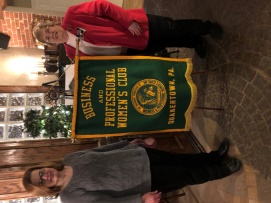 BUSINESS
AND
PROFESSIONAL
WOMEN'S CLUB
QUAKERTOWN, PA.